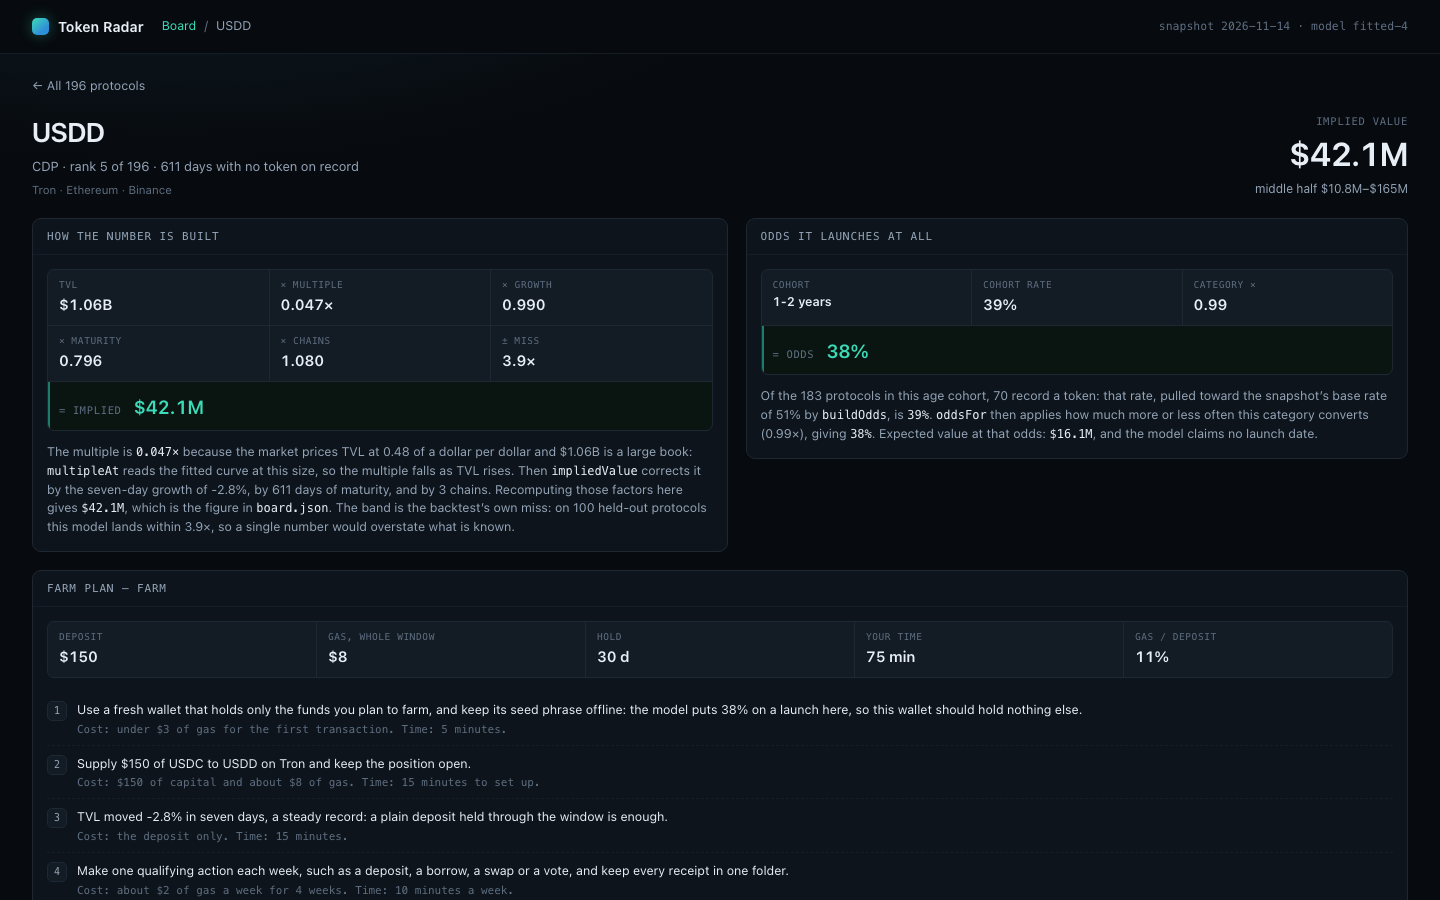 Token Radar Board / USDD snapshot 2026-11-14 · model fitted-4
← All 196 protocols
USDD
CDP · rank 5 of 196 · 611 days with no token on record
Tron · Ethereum · Binance
IMPLIED VALUE
$42.1M
middle half $10.8M–$165M
HOW THE NUMBER IS BUILT
TVL × MULTIPLE × GROWTH
$1.06B 0.047× 0.990
× MATURITY × CHAINS ± MISS
0.796 1.080 3.9×
= IMPLIED $42.1M
The multiple is 0.047× because the market prices TVL at 0.48 of a dollar per dollar and $1.06B is a large book:
multipleAt reads the fitted curve at this size, so the multiple falls as TVL rises. Then impliedValue corrects it
by the seven-day growth of -2.8%, by 611 days of maturity, and by 3 chains. Recomputing those factors here
gives $42.1M, which is the figure in board.json. The band is the backtest's own miss: on 100 held-out protocols
this model lands within 3.9×, so a single number would overstate what is known.
ODDS IT LAUNCHES AT ALL
COHORT COHORT RATE CATEGORY ×
1-2 years 39% 0.99
= ODDS 38%
Of the 183 protocols in this age cohort, 70 record a token: that rate, pulled toward the snapshot's base rate
of 51% by buildOdds, is 39%. oddsFor then applies how much more or less often this category converts
(0.99×), giving 38%. Expected value at that odds: $16.1M, and the model claims no launch date.
FARM PLAN — FARM
DEPOSIT GAS, WHOLE WINDOW HOLD YOUR TIME GAS / DEPOSIT
$150 $8 30 d 75 min 11%
1 Use a fresh wallet that holds only the funds you plan to farm, and keep its seed phrase offline: the model puts 38% on a launch here, so this wallet should hold nothing else.
Cost: under $3 of gas for the first transaction. Time: 5 minutes.
2 Supply $150 of USDC to USDD on Tron and keep the position open.
Cost: $150 of capital and about $8 of gas. Time: 15 minutes to set up.
3 TVL moved -2.8% in seven days, a steady record: a plain deposit held through the window is enough.
Cost: the deposit only. Time: 15 minutes.
4 Make one qualifying action each week, such as a deposit, a borrow, a swap or a vote, and keep every receipt in one folder.
Cost: about $2 of gas a week for 4 weeks. Time: 10 minutes a week.